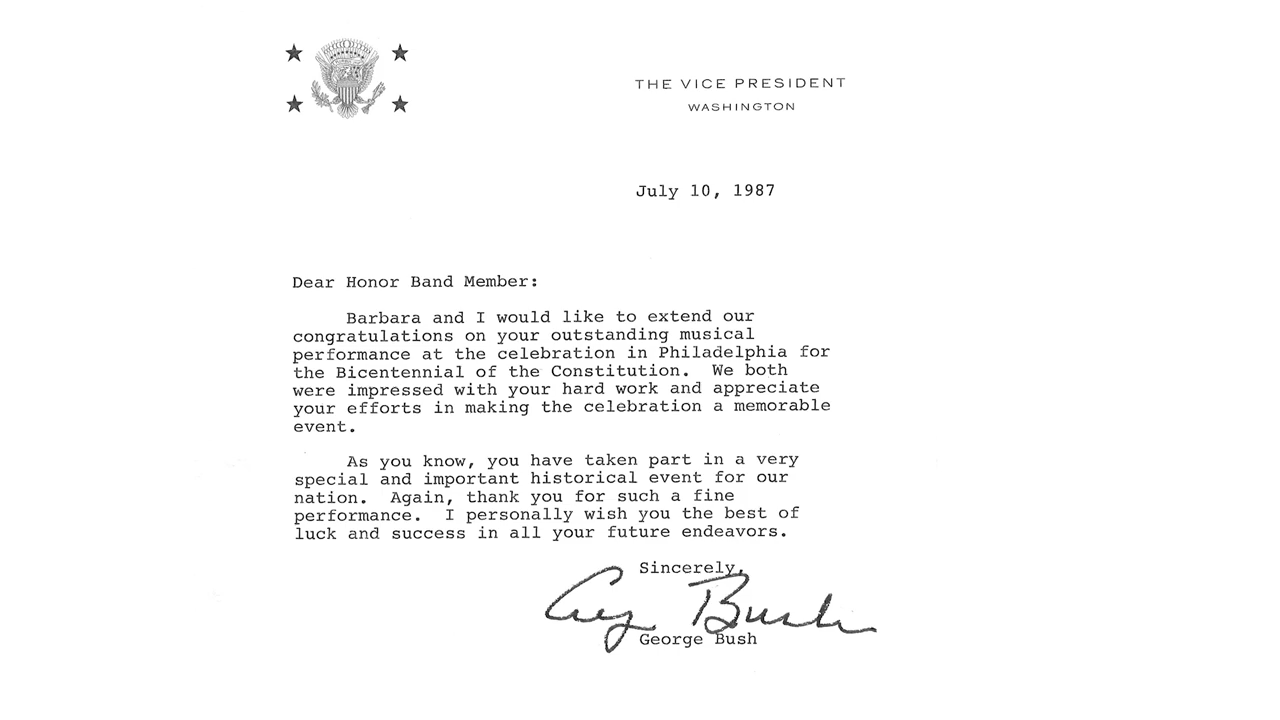 THE VICE PRESIDENT
WASHINGTON
July 10, 1987
Dear Honor Band Member:
Barbara and I would like to extend our
congratulations on your outstanding musical
performance at the celebration in Philadelphia for
the Bicentennial of the Constitution. We both
were impressed with your hard work and appreciate
your efforts in making the celebration a memorable
event.
As you know, you have taken part in a very
special and important historical event for our
nation. Again, thank you for such a fine
performance. I personally wish you the best of
luck and success in all your future endeavors.
Sincerely,
Bush
George Bush